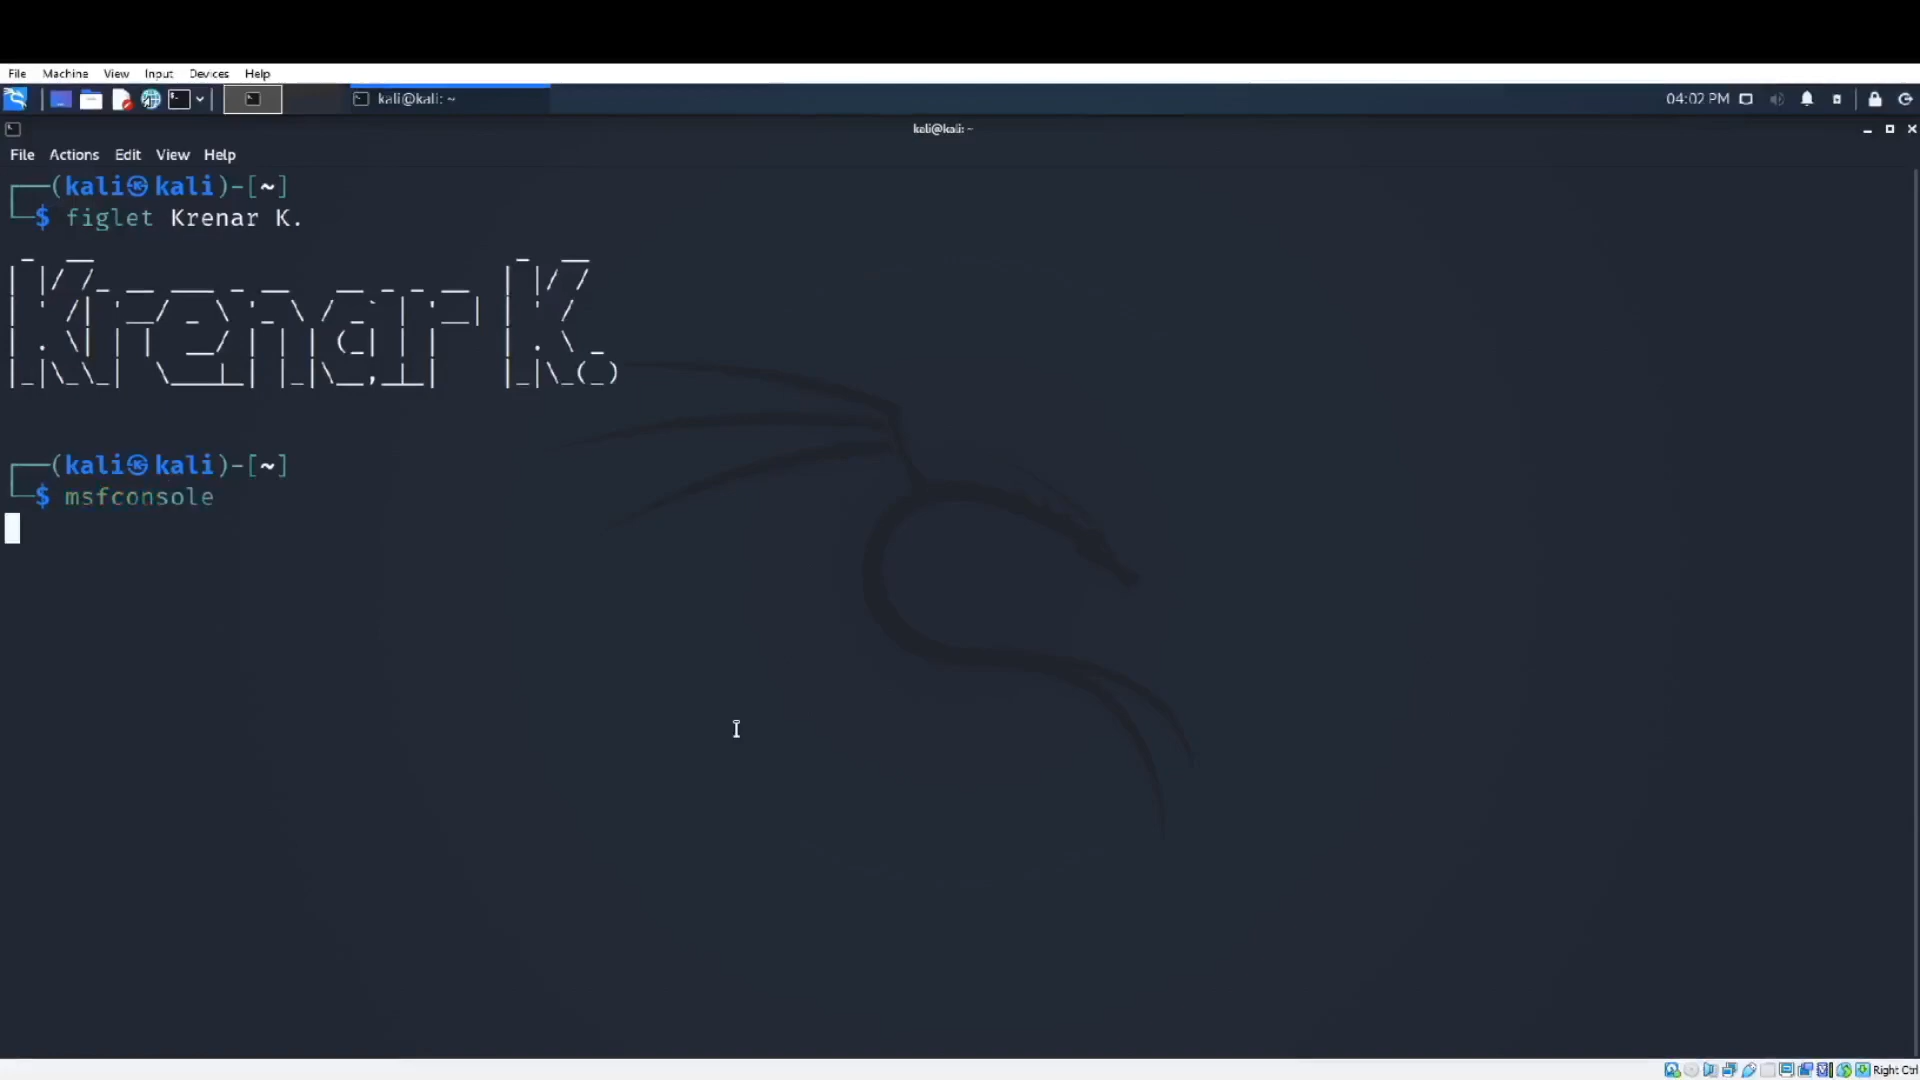 File Machine View Input Devices Help
kali@kali: ~
04:02 PM
kali@kali: ~
File Actions Edit View Help
(kali㉿kali)-[~]
$ figlet Krenar K.
Krenar K.
(kali㉿kali)-[~]
$ msfconsole
Right Ctrl